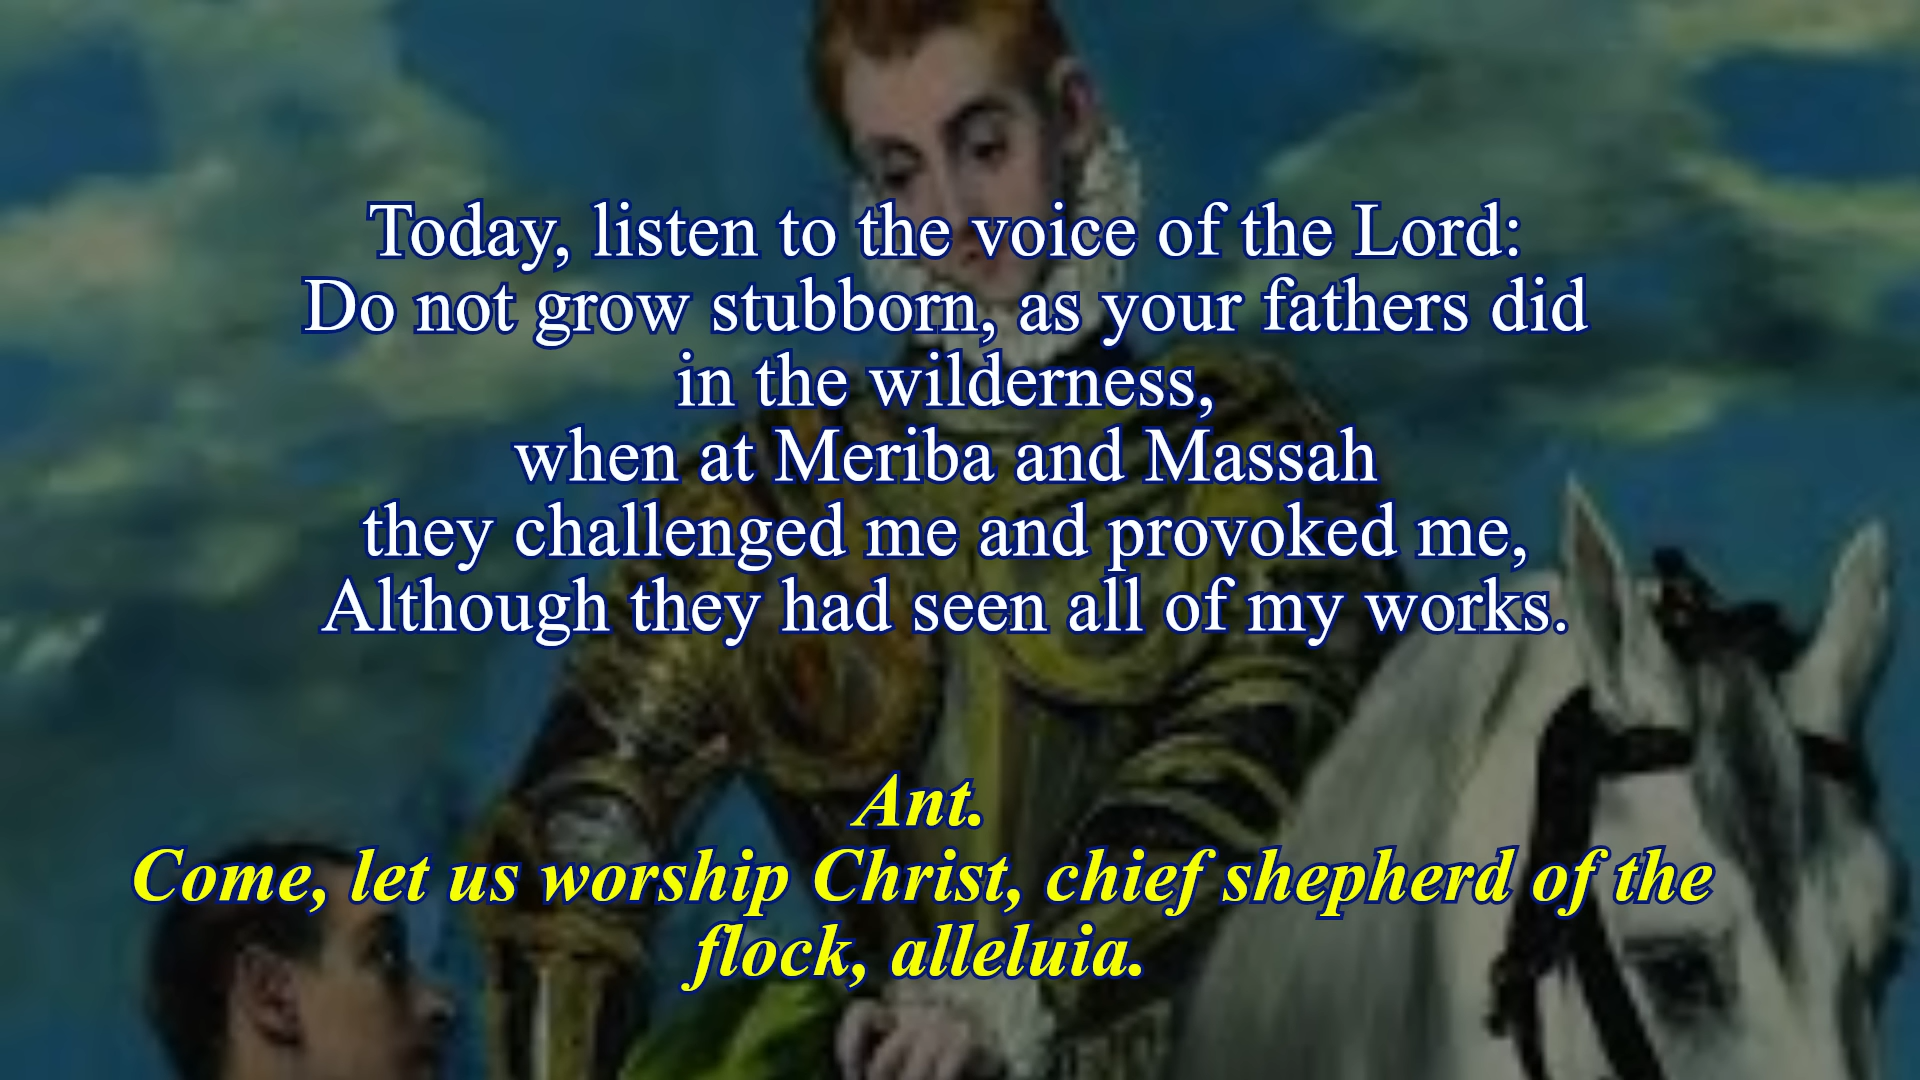 Today, listen to the voice of the Lord:
Do not grow stubborn, as your fathers did
in the wilderness,
when at Meriba and Massah
they challenged me and provoked me,
Although they had seen all of my works.
Ant.
Come, let us worship Christ, chief shepherd of the
flock, alleluia.